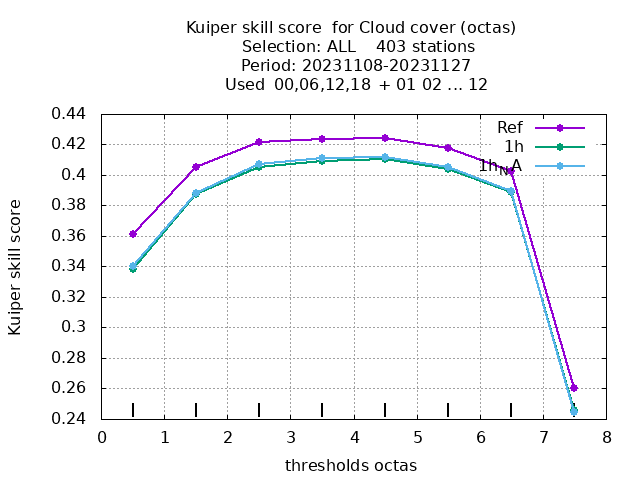 Kuiper skill score  for Cloud cover (octas)
Selection: ALL    403 stations
Period: 20231108-20231127
Used  00,06,12,18  + 01 02 ... 12
Kuiper skill score
0.44
0.42
0.4
0.38
0.36
0.34
0.32
0.3
0.28
0.26
0.24
Ref
1h
1h_NA
0 1 2 3 4 5 6 7 8
thresholds octas